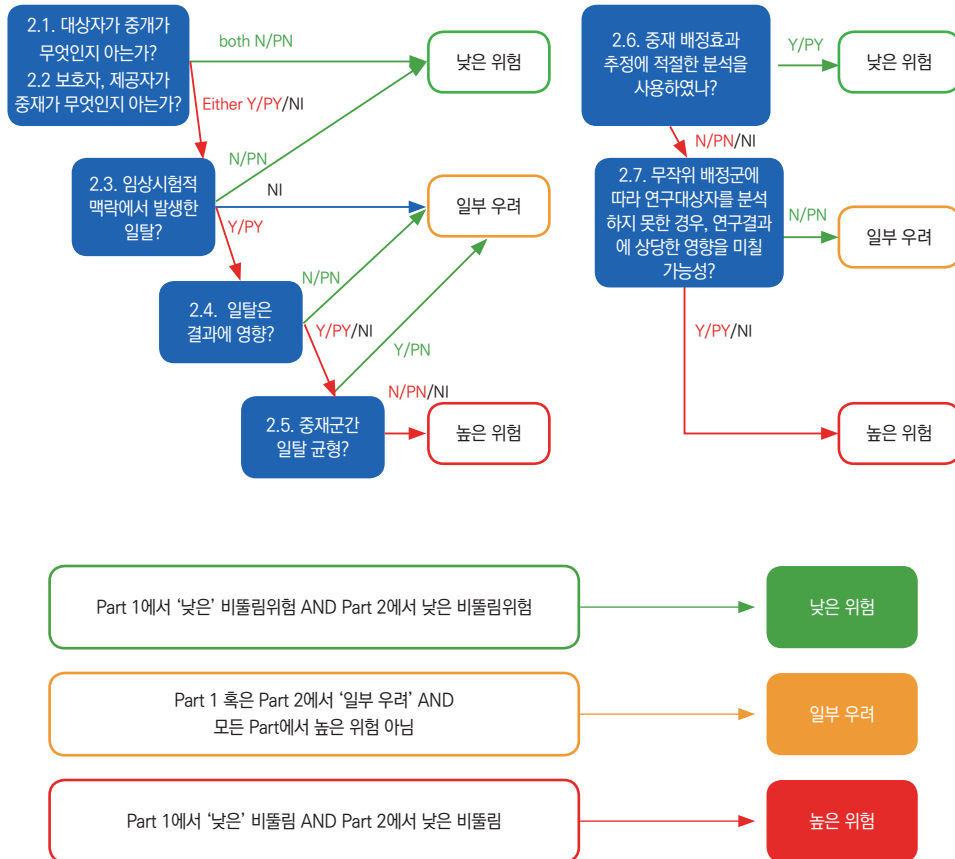 2.1. 대상자가 중개가
무엇인지 아는가?
2.2 보호자, 제공자가
중재가 무엇인지 아는가?
both N/PN
낮은 위험
Either Y/PY/NI
N/PN
2.3. 임상시험적
맥락에서 발생한
일탈?
NI
일부 우려
Y/PY
N/PN
2.4. 일탈은
결과에 영향?
Y/PY/NI
Y/PN
2.5. 중재군간
일탈 균형?
N/PN/NI
높은 위험
2.6. 중재 배정효과
추정에 적절한 분석을
사용하였나?
Y/PY
낮은 위험
N/PN/NI
2.7. 무작위 배정군에
따라 연구대상자를 분석
하지 못한 경우, 연구결과
에 상당한 영향을 미칠
가능성?
N/PN
일부 우려
Y/PY/NI
높은 위험
Part 1에서 ‘낮은’ 비뚤림위험 AND Part 2에서 낮은 비뚤림위험
낮은 위험
Part 1 혹은 Part 2에서 ‘일부 우려’ AND
모든 Part에서 높은 위험 아님
일부 우려
Part 1에서 ‘낮은’ 비뚤림 AND Part 2에서 낮은 비뚤림
높은 위험